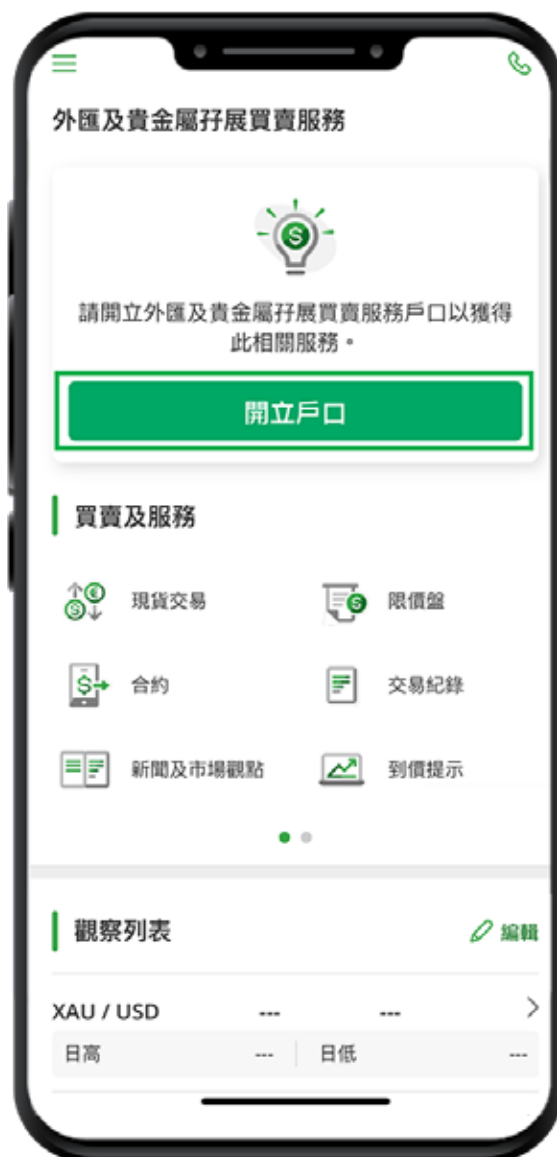 外匯及貴金屬孖展買賣服務
請開立外匯及貴金屬孖展買賣服務戶口以獲得
此相關服務。
開立戶口
買賣及服務
現貨交易
限價盤
合約
交易紀錄
新聞及市場觀點
到價提示
觀察列表
編輯
XAU / USD --- ---
日高 --- 日低 ---